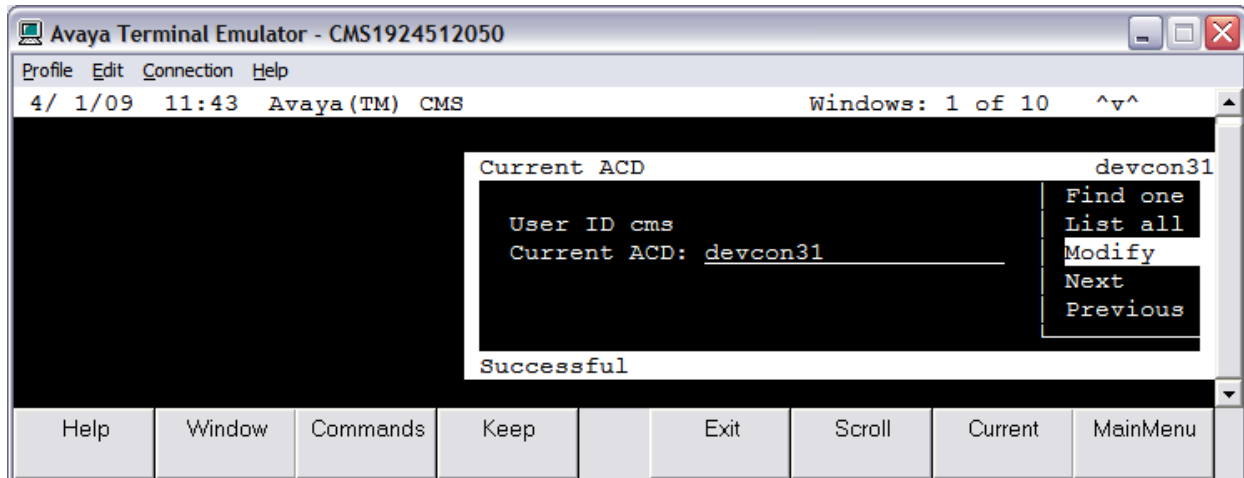 Avaya Terminal Emulator - CMS1924512050
Profile Edit Connection Help
4/ 1/09 11:43 Avaya(TM) CMS Windows: 1 of 10 ^v^
Current ACD devcon31
Find one
User ID cms List all
Current ACD: devcon31 Modify
Next
Previous
Successful
Help Window Commands Keep Exit Scroll Current MainMenu